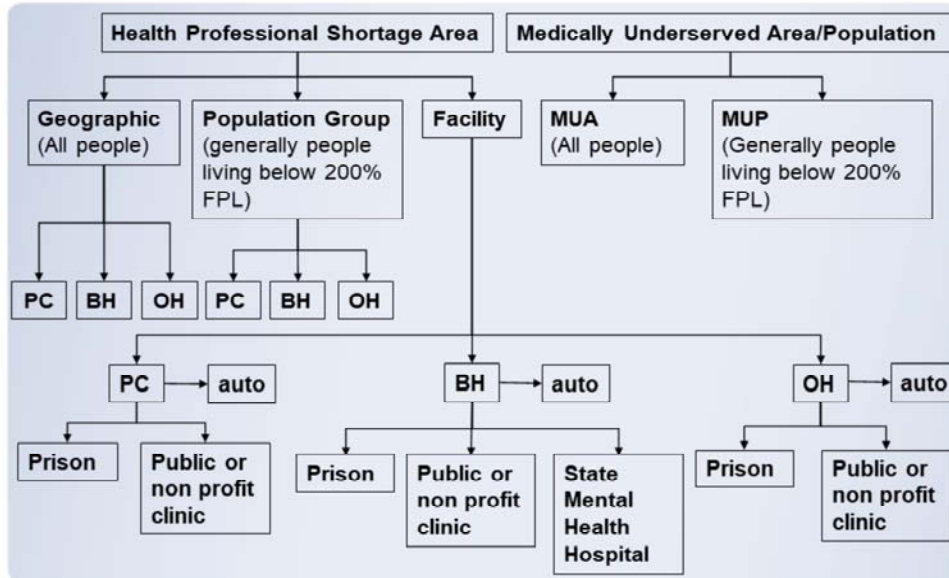 Health Professional Shortage Area
Medically Underserved Area/Population
Geographic
(All people)
Population Group
(generally people
living below 200%
FPL)
Facility
MUA
(All people)
MUP
(Generally people
living below 200%
FPL)
PC
BH
OH
PC
BH
OH
PC
auto
BH
auto
OH
auto
Prison
Public or
non profit
clinic
Prison
Public or
non profit
clinic
State
Mental
Health
Hospital
Prison
Public or
non profit
clinic